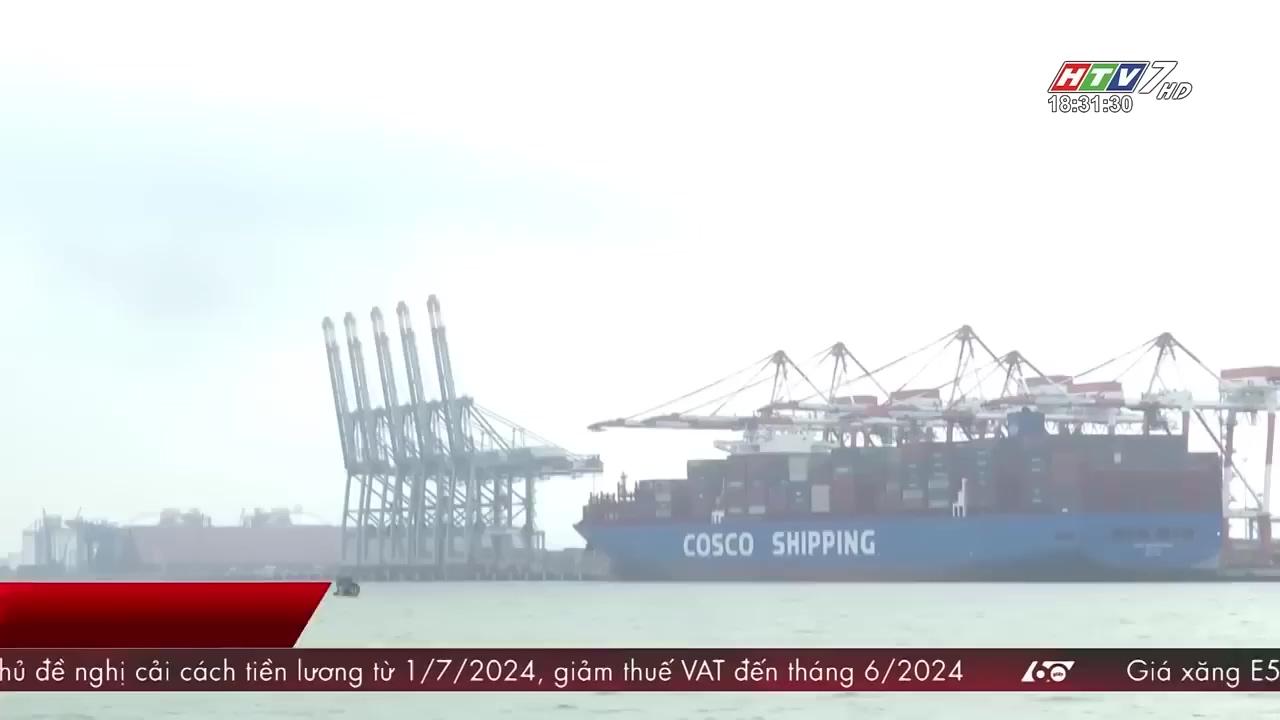 HTV7 HD
18:31:30
COSCO SHIPPING
hủ đề nghị cải cách tiền lương từ 1/7/2024, giảm thuế VAT đến tháng 6/2024 60 Giá xăng E5